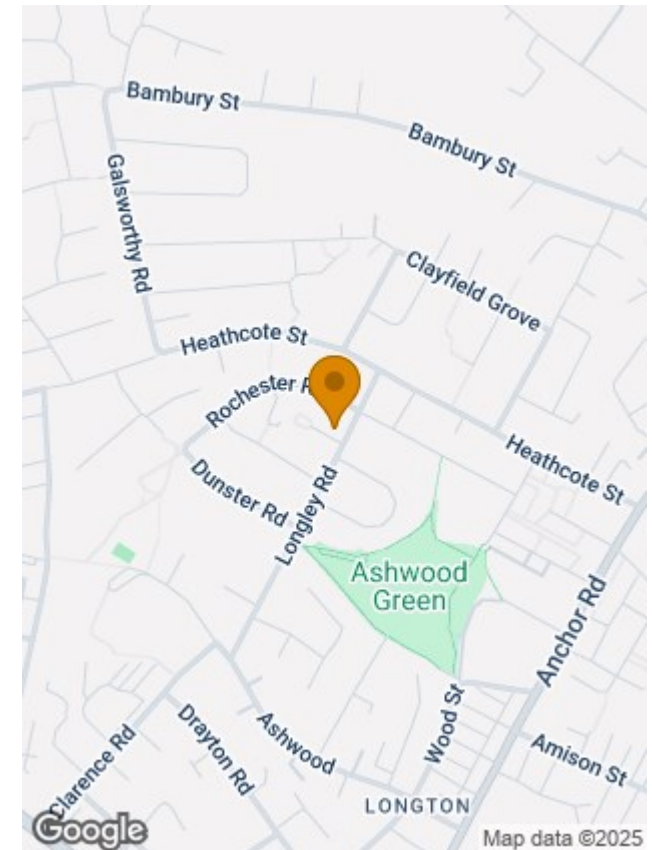 Bambury St
Bambury St
Galsworthy Rd
Clayfield Grove
Heathcote St
Rochester
Heathcote St
Dunster Rd
Longley Rd
Ashwood
Green
Anchor Rd
Wood St
Clarence Rd
Drayton Rd
Ashwood
Amison St
LONGTON
Google
Map data ©2025